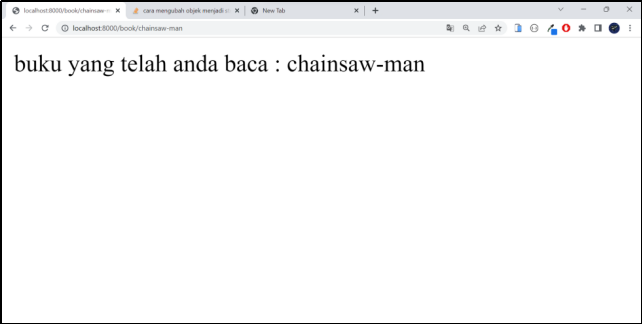 localhost:8000/book/chainsaw-m
cara mengubah objek menjadi st
New Tab
localhost:8000/book/chainsaw-man
buku yang telah anda baca : chainsaw-man